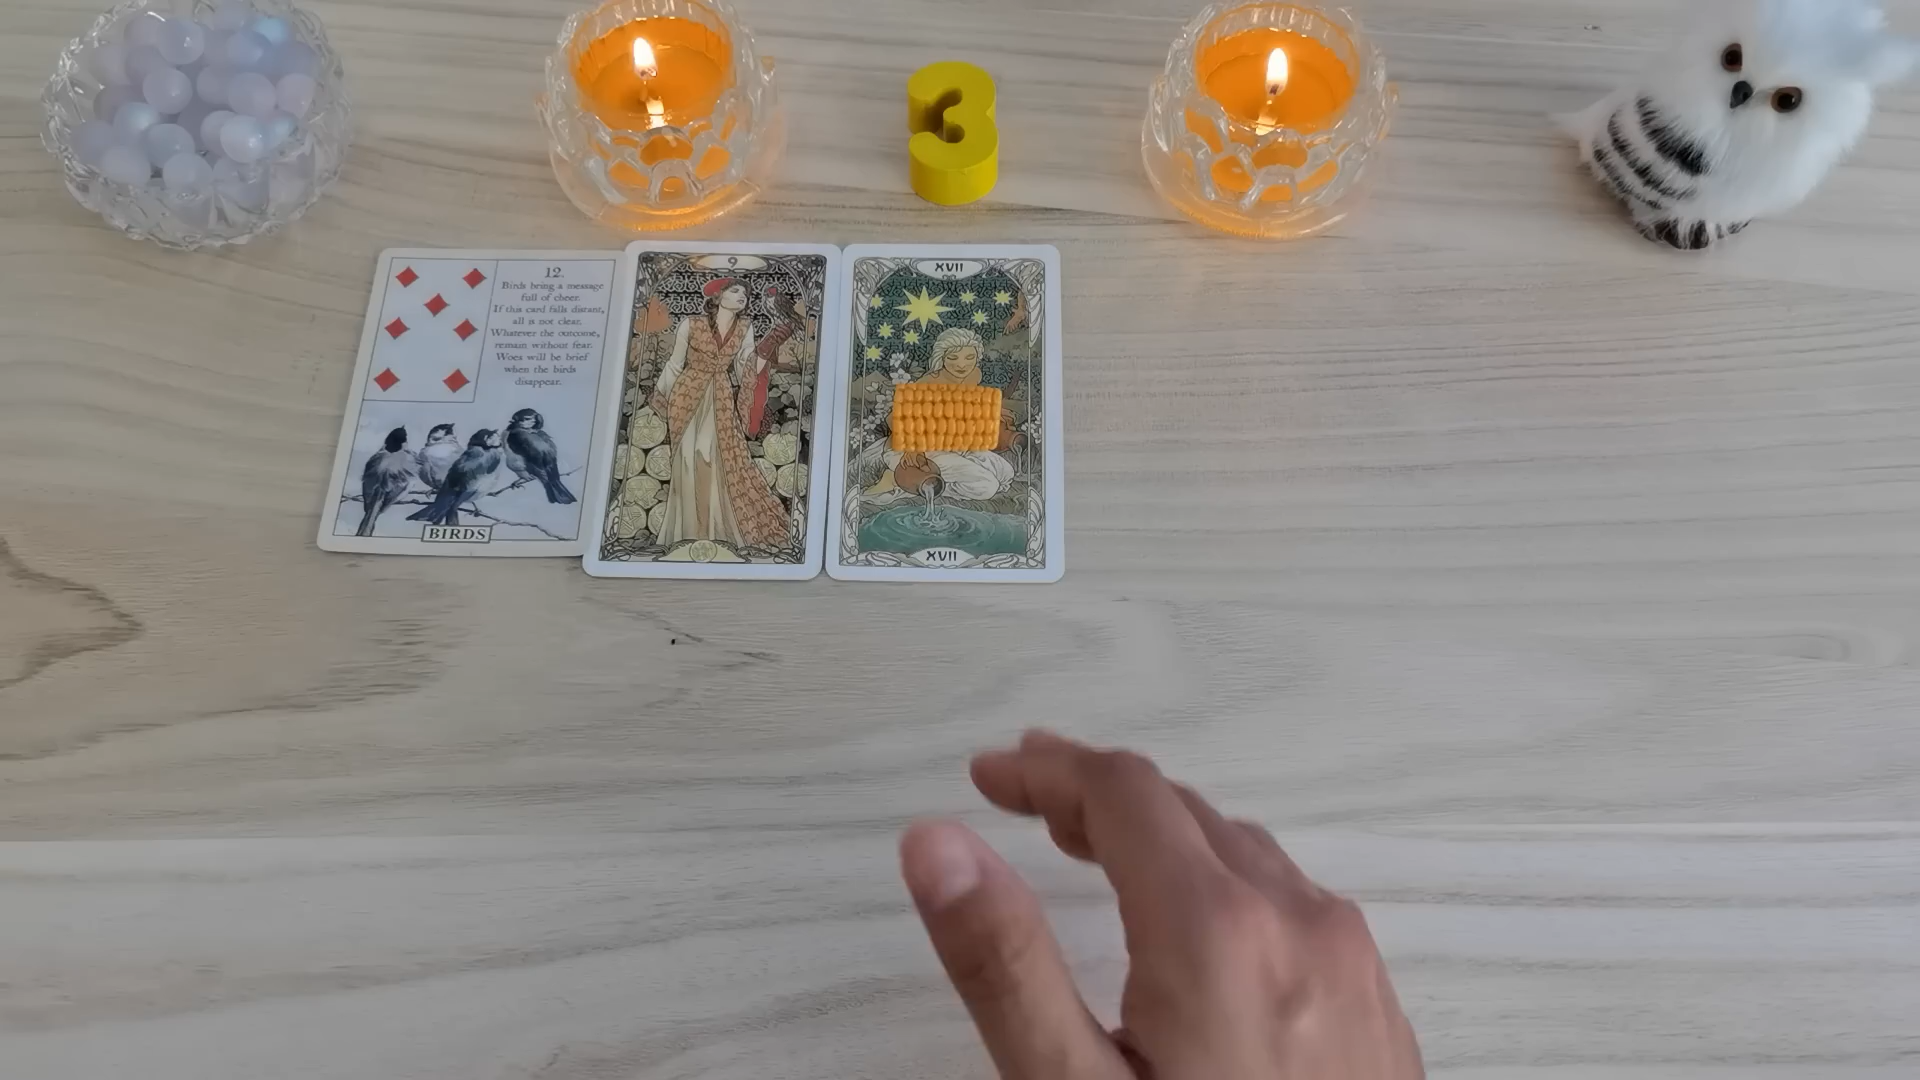 3
12.
Birds bring a message
full of cheer.
If this card falls distant,
all is not clear.
Whatever the outcome,
remain without fear.
Woes will be brief
when the birds
disappear.
BIRDS
9
XVII
XVII